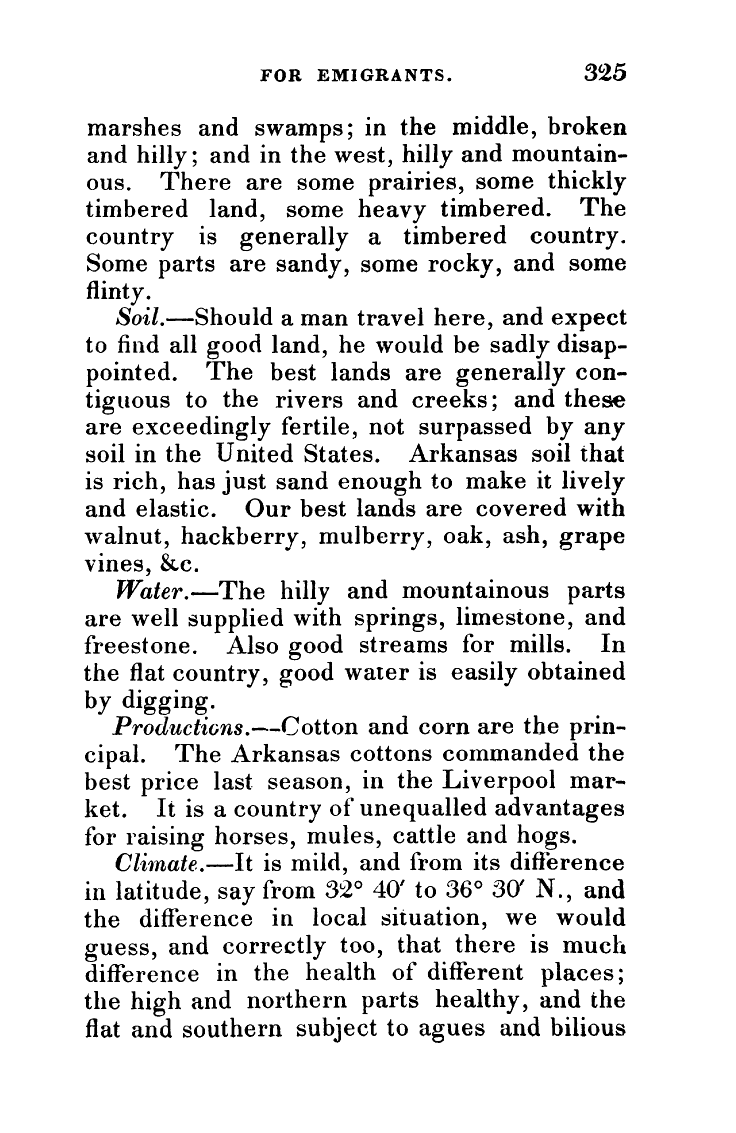 FOR EMIGRANTS. 325
marshes and swamps; in the middle, broken
and hilly; and in the west, hilly and mountain-
ous. There are some prairies, some thickly
timbered land, some heavy timbered. The
country is generally a timbered country.
Some parts are sandy, some rocky, and some
flinty.
Soil.—Should a man travel here, and expect
to find all good land, he would be sadly disap-
pointed. The best lands are generally con-
tiguous to the rivers and creeks; and these
are exceedingly fertile, not surpassed by any
soil in the United States. Arkansas soil that
is rich, has just sand enough to make it lively
and elastic. Our best lands are covered with
walnut, hackberry, mulberry, oak, ash, grape
vines, &c.
Water.—The hilly and mountainous parts
are well supplied with springs, limestone, and
freestone. Also good streams for mills. In
the flat country, good water is easily obtained
by digging.
Productions.—Cotton and corn are the prin-
cipal. The Arkansas cottons commanded the
best price last season, in the Liverpool mar-
ket. It is a country of unequalled advantages
for raising horses, mules, cattle and hogs.
Climate.—It is mild, and from its difference
in latitude, say from 32° 40′ to 36° 30′ N., and
the difference in local situation, we would
guess, and correctly too, that there is much
difference in the health of different places;
the high and northern parts healthy, and the
flat and southern subject to agues and bilious